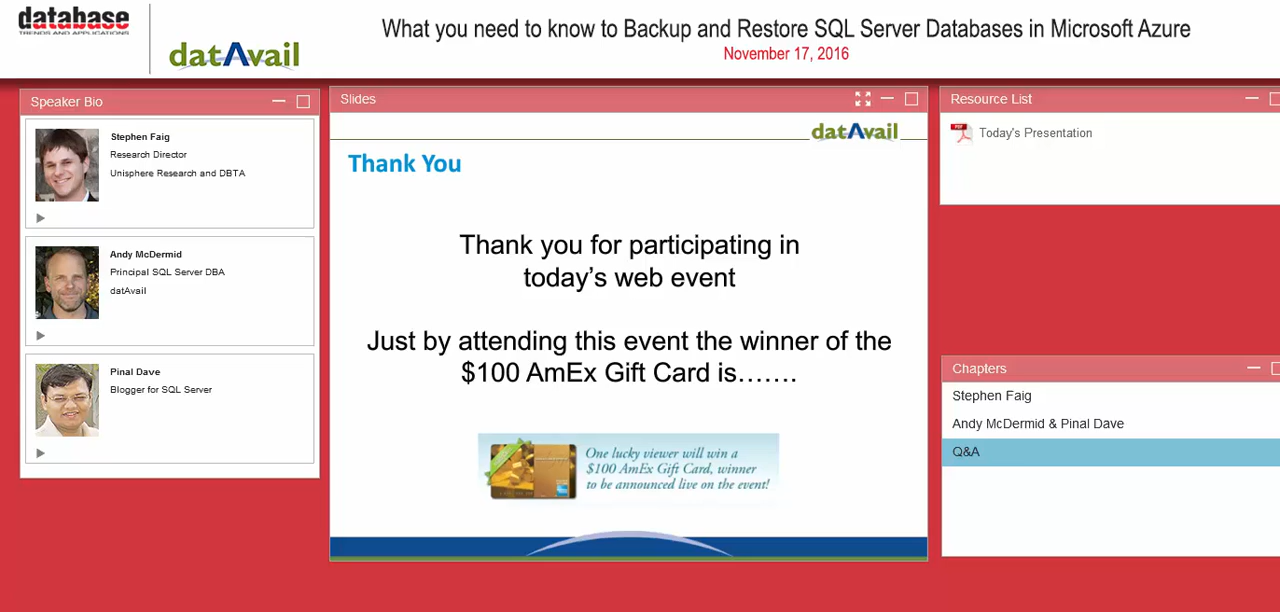 database
TRENDS AND APPLICATIONS
datAvail
What you need to know to Backup and Restore SQL Server Databases in Microsoft Azure
November 17, 2016
Speaker Bio
Stephen Faig
Research Director
Unisphere Research and DBTA
Andy McDermid
Principal SQL Server DBA
datAvail
Pinal Dave
Blogger for SQL Server
Slides
datAvail
Thank You
Thank you for participating in
today's web event
Just by attending this event the winner of the
$100 AmEx Gift Card is…….
One lucky viewer will win a
$100 AmEx Gift Card, winner
to be announced live on the event!
Resource List
PDF
Today's Presentation
Chapters
Stephen Faig
Andy McDermid & Pinal Dave
Q&A